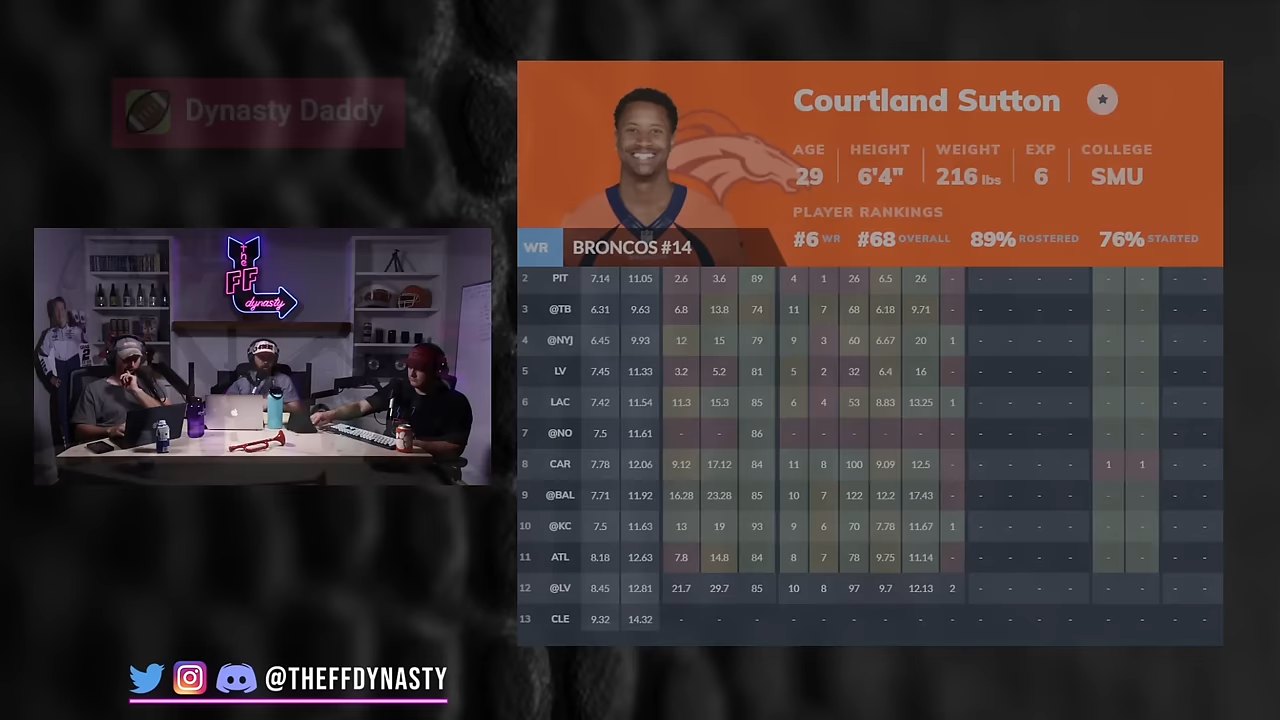 Dynasty Daddy
the
FF
dynasty
@THEFFDYNASTY
Courtland Sutton
AGE HEIGHT WEIGHT EXP COLLEGE
29 6'4" 216 lbs 6 SMU
PLAYER RANKINGS
#6 WR #68 OVERALL 89% ROSTERED 76% STARTED
WR BRONCOS #14
2 PIT 7.14 11.05 2.6 3.6 89 4 1 26 6.5 26 - - - - - - - - -
3 @TB 6.31 9.63 6.8 13.8 74 11 7 68 6.18 9.71 - - - - - - - - -
4 @NYJ 6.45 9.93 12 15 79 9 3 60 6.67 20 1 - - - - - - - -
5 LV 7.45 11.33 3.2 5.2 81 5 2 32 6.4 16 - - - - - - - - -
6 LAC 7.42 11.54 11.3 15.3 85 6 4 53 8.83 13.25 1 - - - - - - - -
7 @NO 7.5 11.61 - - 86 - - - - - - - - - - - - - -
8 CAR 7.78 12.06 9.12 17.12 84 11 8 100 9.09 12.5 - - - - - 1 1 - -
9 @BAL 7.71 11.92 16.28 23.28 85 10 7 122 12.2 17.43 - - - - - - - - -
10 @KC 7.5 11.63 13 19 93 9 6 70 7.78 11.67 1 - - - - - - - -
11 ATL 8.18 12.63 7.8 14.8 84 8 7 78 9.75 11.14 - - - - - - - - -
12 @LV 8.45 12.81 21.7 29.7 85 10 8 97 9.7 12.13 2 - - - - - - - -
13 CLE 9.32 14.32 - - - - - - - - - - - - - - - - -